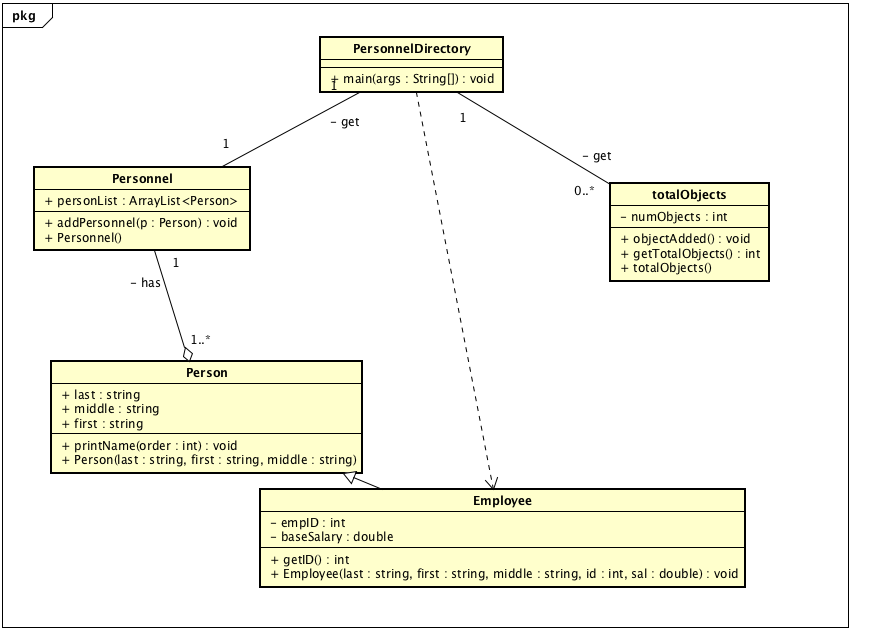 pkg
PersonnelDirectory
+ main(args : String[]) : void
1
– get
1
1
– get
0..*
Personnel
+ personList : ArrayList<Person>
+ addPersonnel(p : Person) : void
+ Personnel()
totalObjects
– numObjects : int
+ objectAdded() : void
+ getTotalObjects() : int
+ totalObjects()
1
– has
1..*
Person
+ last : string
+ middle : string
+ first : string
+ printName(order : int) : void
+ Person(last : string, first : string, middle : string)
Employee
– empID : int
– baseSalary : double
+ getID() : int
+ Employee(last : string, first : string, middle : string, id : int, sal : double) : void